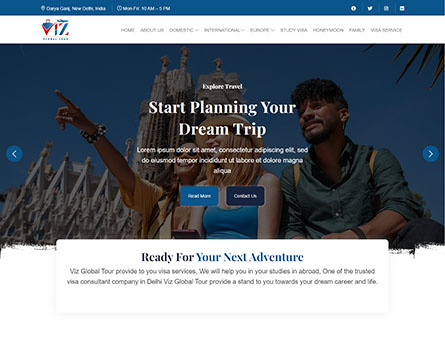 Darya Ganj, New Delhi, India
Mon-Fri: 10 AM – 5 PM
VIZ
GLOBAL TOUR
HOME ABOUT US DOMESTIC INTERNATIONAL EUROPE STUDY VISA HONEYMOON FAMILY VISA SERVICE
Explore Travel
Start Planning Your
Dream Trip
Lorem ipsum dolor sit amet, consectetur adipiscing elit, sed do
eiusmod tempor incididunt ut labore et dolore magna
aliqua
Read More
Contact Us
Ready For Your Next Adventure
Viz Global Tour provide to you visa services, We will help you in your studies in abroad, One of the trusted
visa consultant company in Delhi Viz Global Tour provide a stand to you towards your dream career and life.